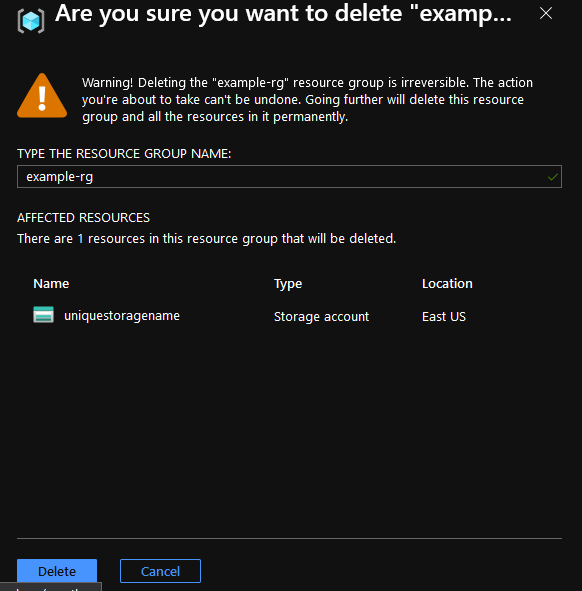 Are you sure you want to delete "examp...
Warning! Deleting the "example-rg" resource group is irreversible. The action
you're about to take can't be undone. Going further will delete this resource
group and all the resources in it permanently.
TYPE THE RESOURCE GROUP NAME:
example-rg
AFFECTED RESOURCES
There are 1 resources in this resource group that will be deleted.
Name Type Location
uniquestoragename Storage account East US
Delete Cancel